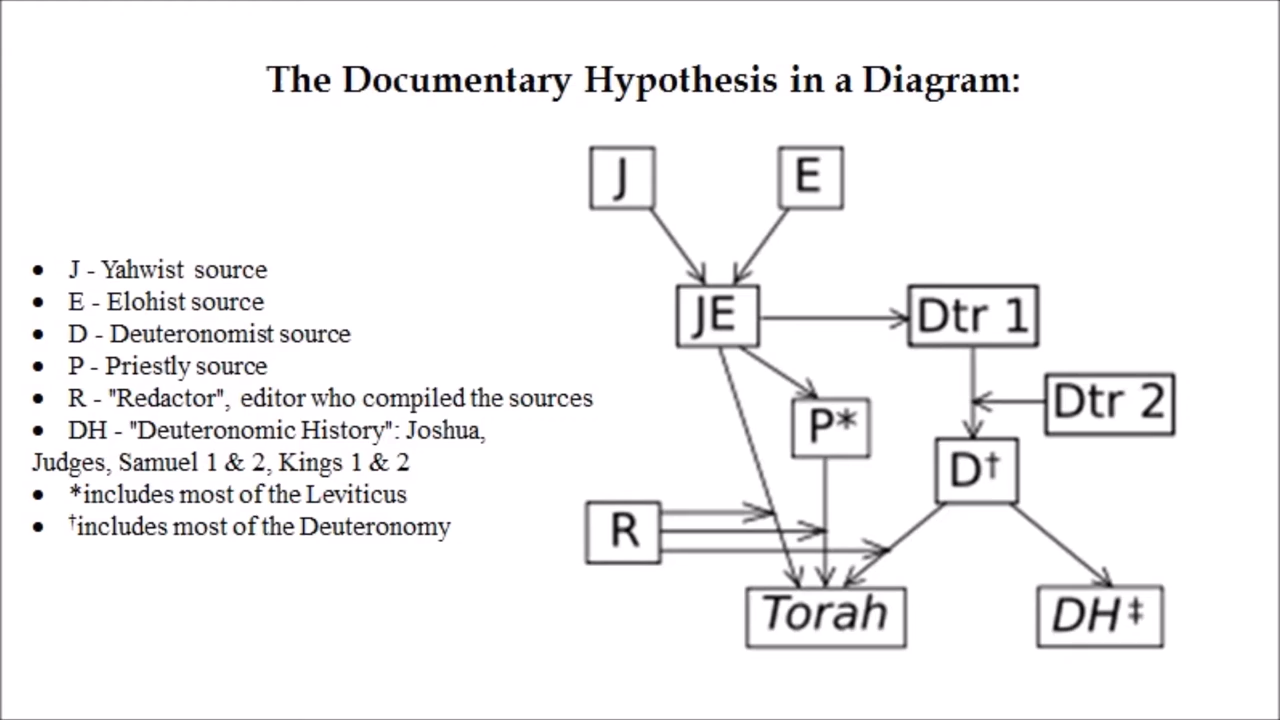 The Documentary Hypothesis in a Diagram:
J
E
• J - Yahwist source
• E - Elohist source
• D - Deuteronomist source
• P - Priestly source
• R - "Redactor", editor who compiled the sources
• DH - "Deuteronomic History": Joshua,
Judges, Samuel 1 & 2, Kings 1 & 2
• *includes most of the Leviticus
• †includes most of the Deuteronomy
JE
Dtr 1
Dtr 2
P*
D†
R
Torah
DH‡